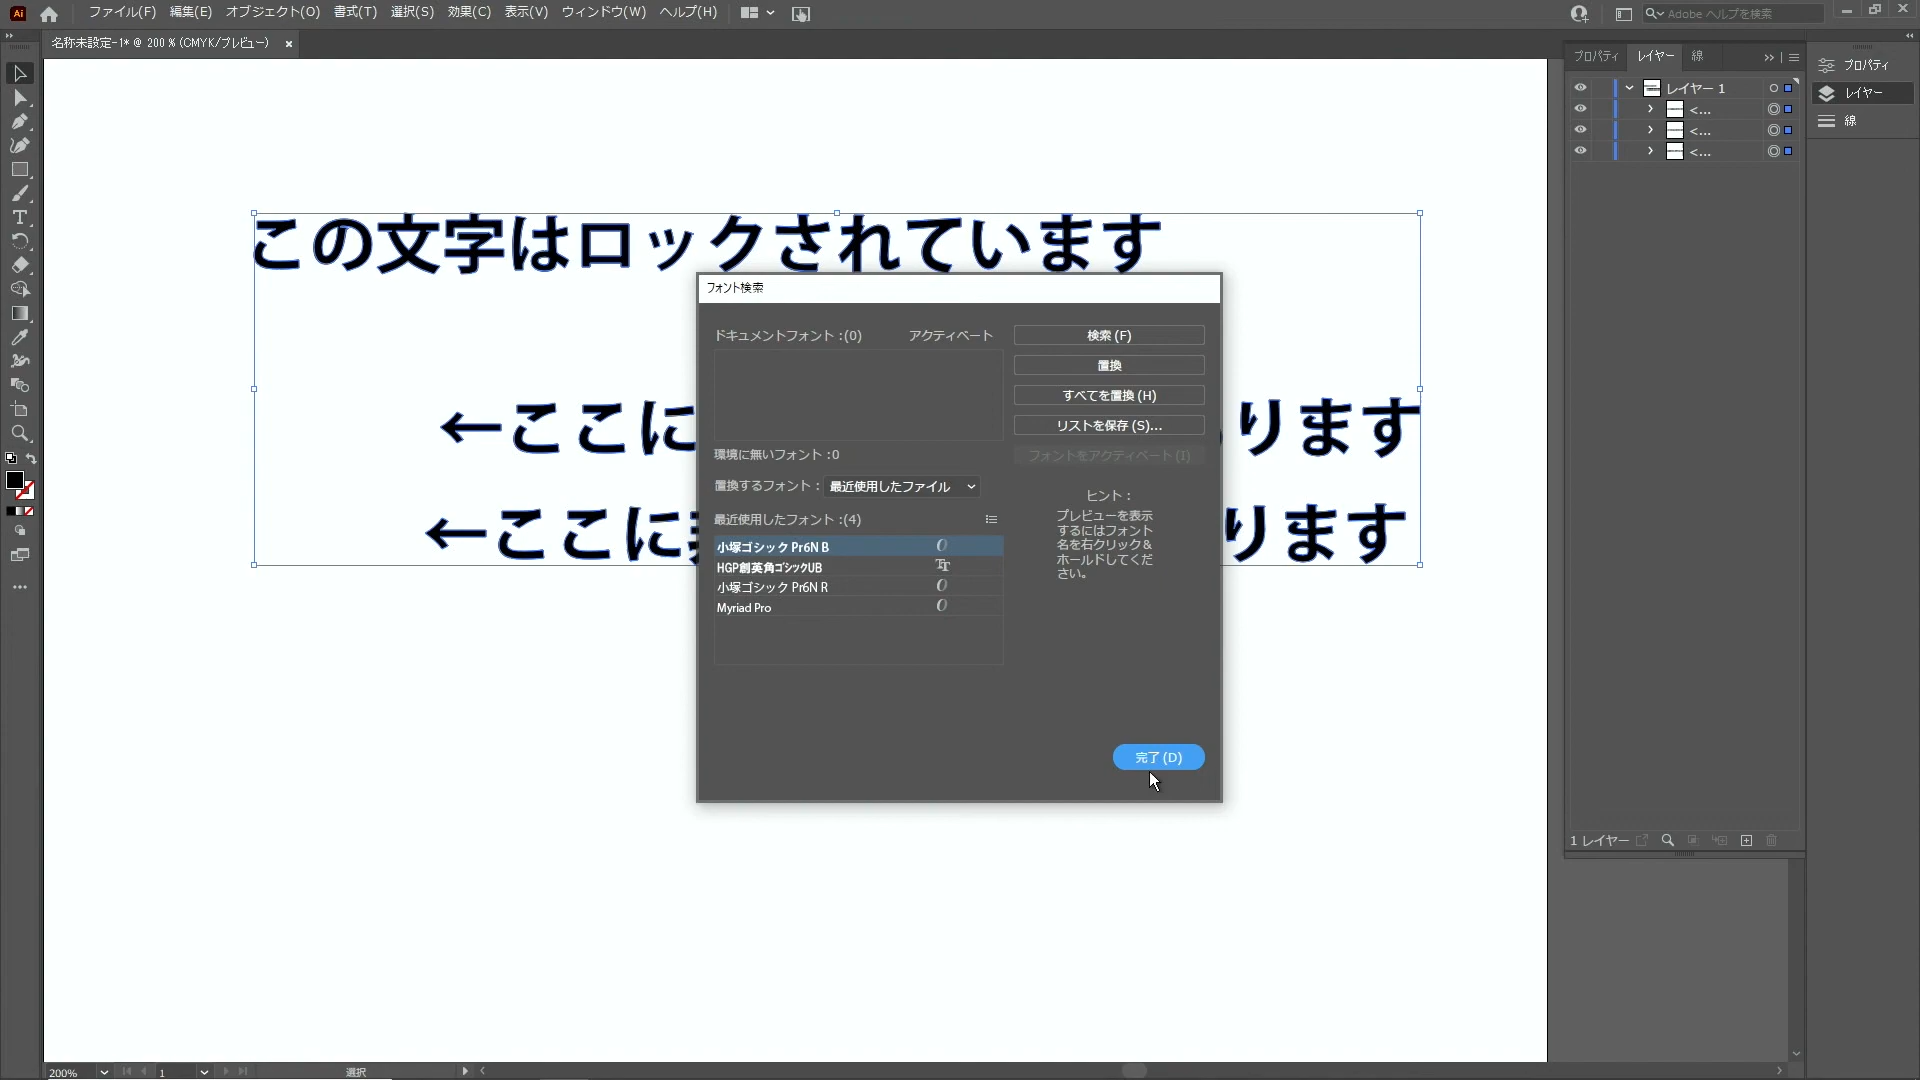 Ai ファイル(F) 編集(E) オブジェクト(O) 書式(T) 選択(S) 効果(C) 表示(V) ウィンドウ(W) ヘルプ(H) Adobe ヘルプを検索
名称未設定-1* @ 200 % (CMYK/プレビュー) ×
プロパティ レイヤー 線
プロパティ
レイヤー
線
レイヤー 1
<...
<...
<...
この文字はロックされています
←ここに
ります
←ここに
ります
フォント検索
ドキュメントフォント :(0) アクティベート
検索 (F)
置換
すべてを置換 (H)
リストを保存 (S)...
フォントをアクティベート (I)
環境に無いフォント :0
置換するフォント : 最近使用したファイル
最近使用したフォント :(4)
小塚ゴシック Pr6N B
HGP創英角ｺﾞｼｯｸUB
小塚ゴシック Pr6N R
Myriad Pro
ヒント :
プレビューを表示
するにはフォント
名を右クリック＆
ホールドしてくだ
さい。
完了 (D)
1 レイヤー
200% 1 選択